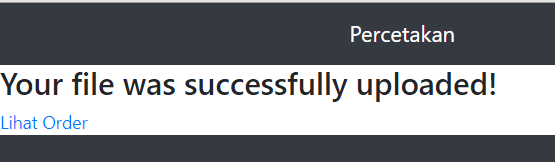 Percetakan
Your file was successfully uploaded!
Lihat Order